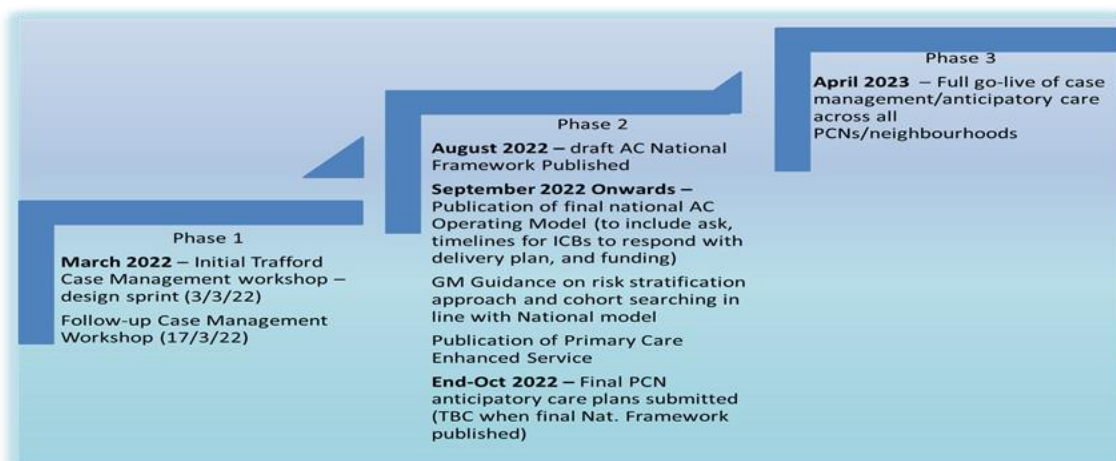 Phase 1
March 2022 – Initial Trafford
Case Management workshop –
design sprint (3/3/22)
Follow-up Case Management
Workshop (17/3/22)
Phase 2
August 2022 – draft AC National
Framework Published
September 2022 Onwards –
Publication of final national AC
Operating Model (to include ask,
timelines for ICBs to respond with
delivery plan, and funding)
GM Guidance on risk stratification
approach and cohort searching in
line with National model
Publication of Primary Care
Enhanced Service
End-Oct 2022 – Final PCN
anticipatory care plans submitted
(TBC when final Nat. Framework
published)
Phase 3
April 2023 – Full go-live of case
management/anticipatory care
across all
PCNs/neighbourhoods